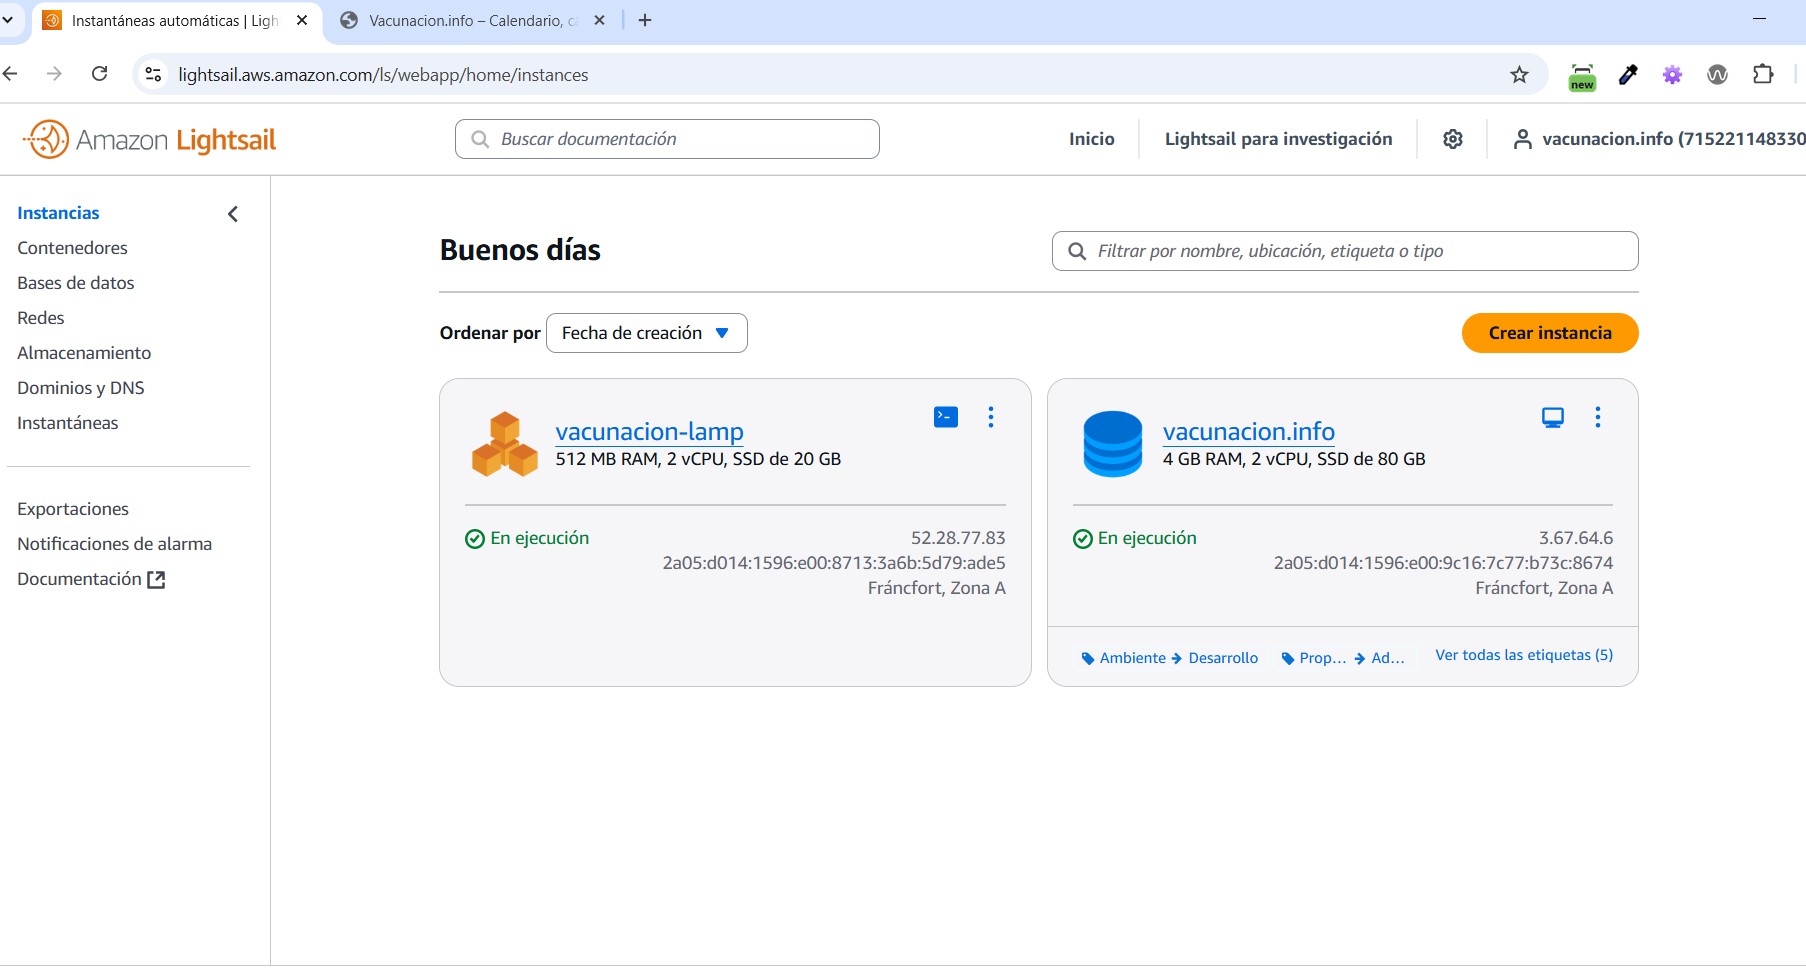 Instantáneas automáticas | Ligh
Vacunacion.info – Calendario, c
lightsail.aws.amazon.com/ls/webapp/home/instances
new
Amazon Lightsail
Buscar documentación
Inicio
Lightsail para investigación
vacunacion.info (715221148330
Instancias
Contenedores
Bases de datos
Redes
Almacenamiento
Dominios y DNS
Instantáneas
Exportaciones
Notificaciones de alarma
Documentación
Buenos días
Filtrar por nombre, ubicación, etiqueta o tipo
Ordenar por
Fecha de creación
Crear instancia
vacunacion-lamp
512 MB RAM, 2 vCPU, SSD de 20 GB
En ejecución
52.28.77.83
2a05:d014:1596:e00:8713:3a6b:5d79:ade5
Fráncfort, Zona A
vacunacion.info
4 GB RAM, 2 vCPU, SSD de 80 GB
En ejecución
3.67.64.6
2a05:d014:1596:e00:9c16:7c77:b73c:8674
Fráncfort, Zona A
Ambiente → Desarrollo
Prop... → Ad...
Ver todas las etiquetas (5)